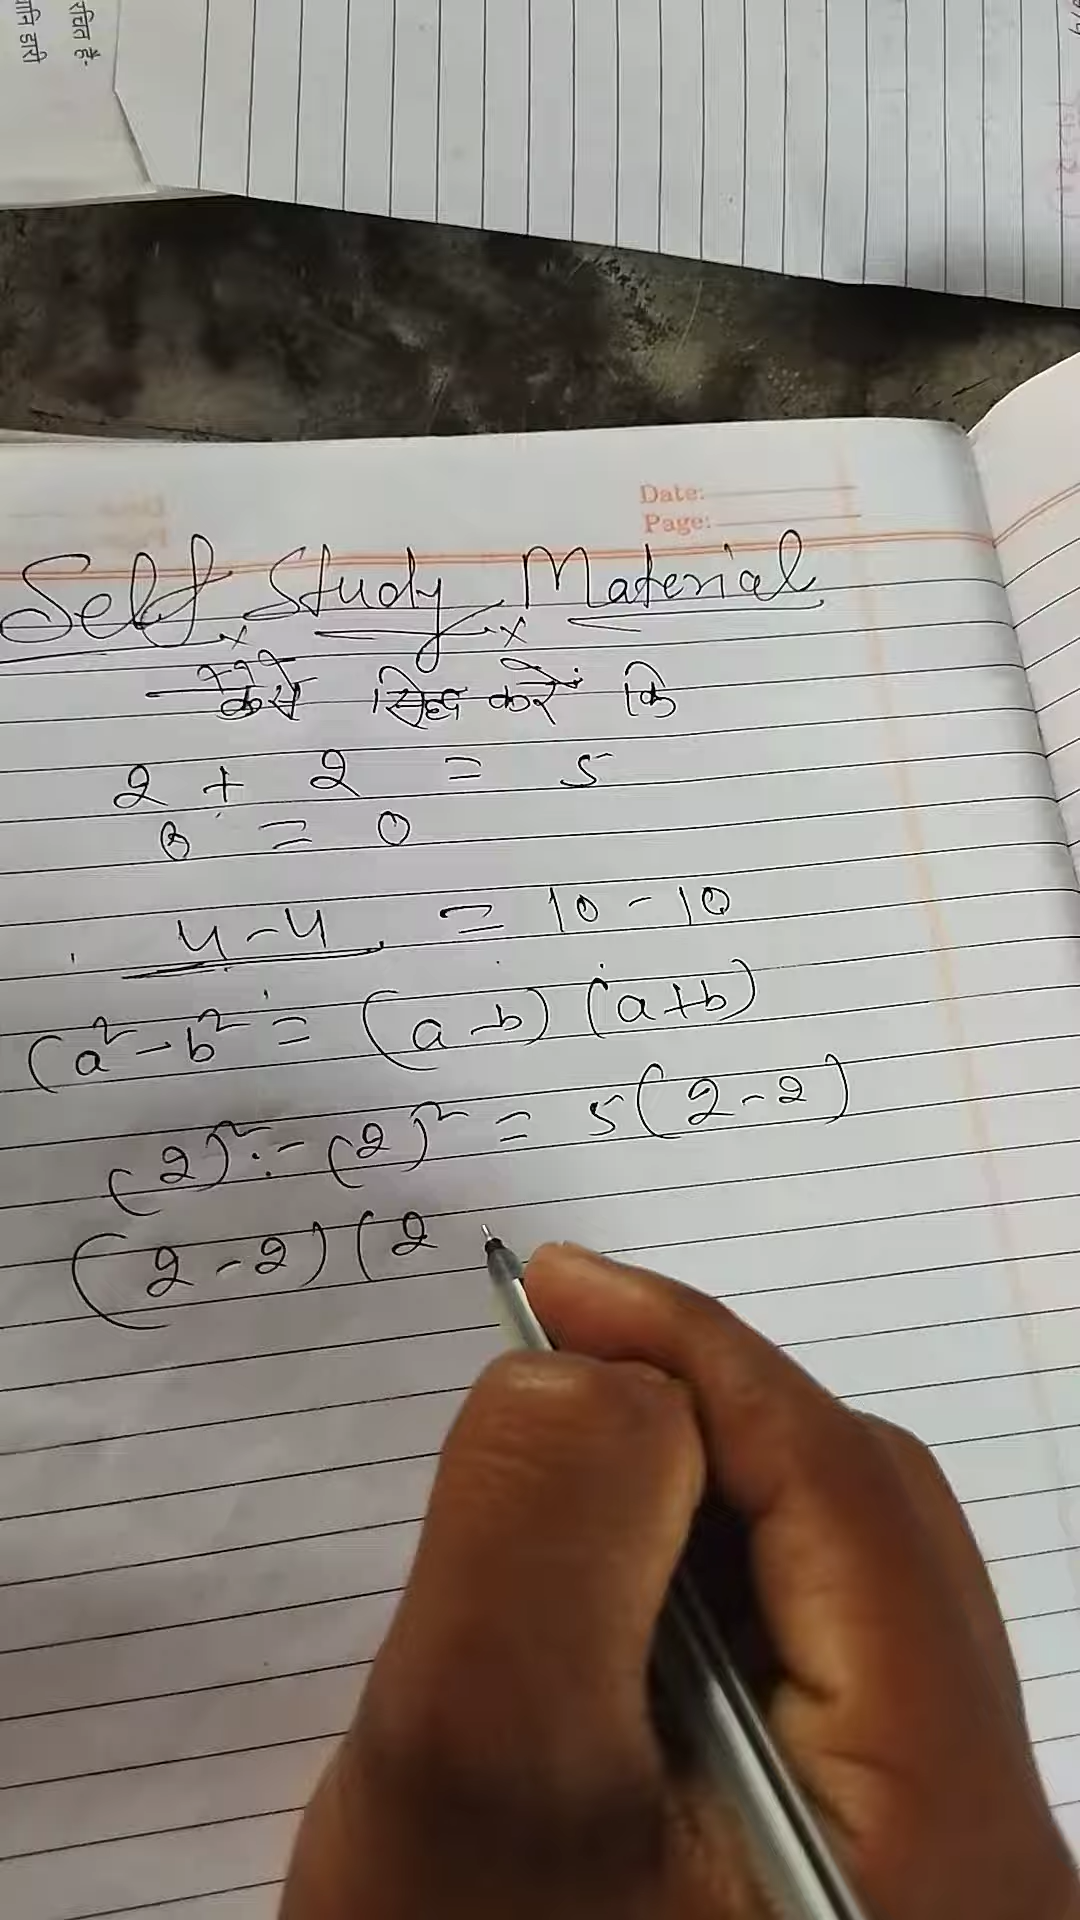 रचित है-
Date:
Page:
Self Study Material
कैसे सिद्ध करें कि
2 + 2 = 5
0 = 0
4-4 = 10-10
(a²-b² = (a-b) (a+b)
(2)²-(2)² = 5(2-2)
(2-2) (2